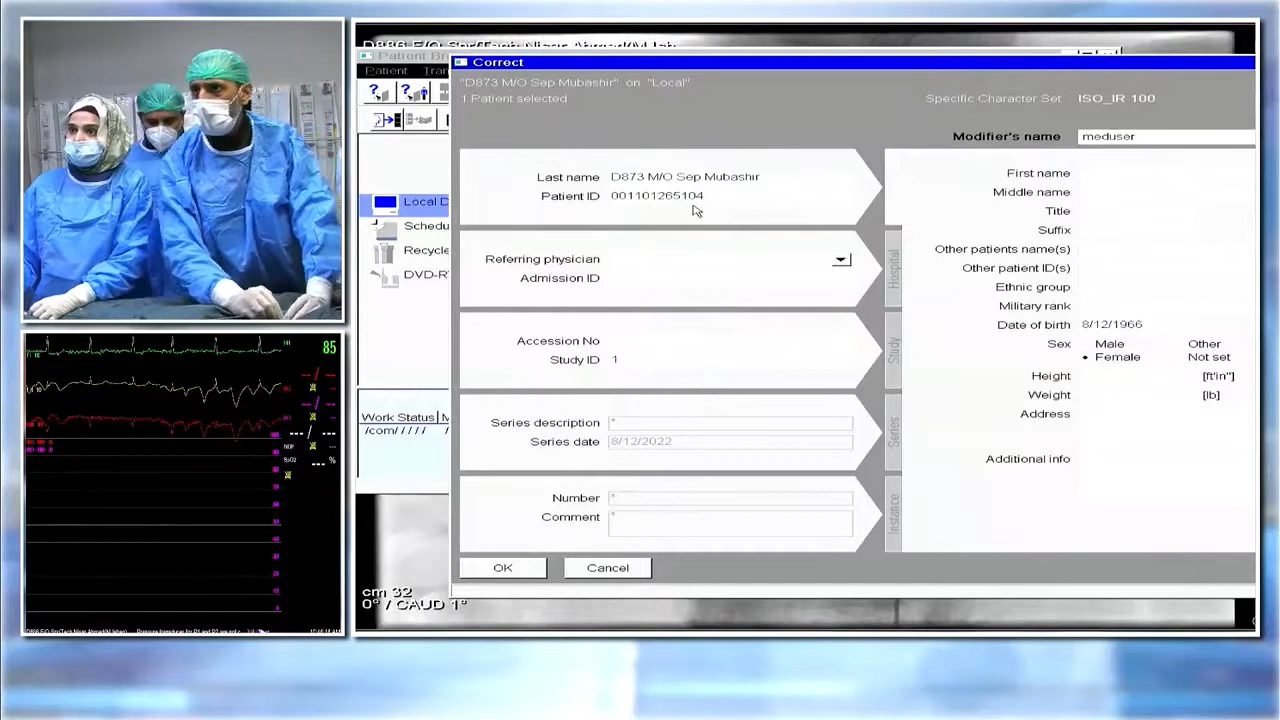 Correct
Patient
"D873 M/O Sep Mubashir" on "Local"
1 Patient selected
Specific Character Set ISO_IR 100
Modifier's name meduser
Last name D873 M/O Sep Mubashir
Patient ID 001101265104
Referring physician
Admission ID
Hospital
Accession No
Study ID 1
Study
Series description *
Series date 8/12/2022
Series
Number *
Comment *
Instance
OK Cancel
First name
Middle name
Title
Suffix
Other patients name(s)
Other patient ID(s)
Ethnic group
Military rank
Date of birth 8/12/1966
Sex Male Other
Female Not set
Height [ft'in"]
Weight [lb]
Address
Additional info
Local D
Schedu
Recycle
DVD-R
Work Status M
/com/ / / / /
cm 32
0° / CAUD 1°
85
--- / ---
NBP
SpO2
--- %